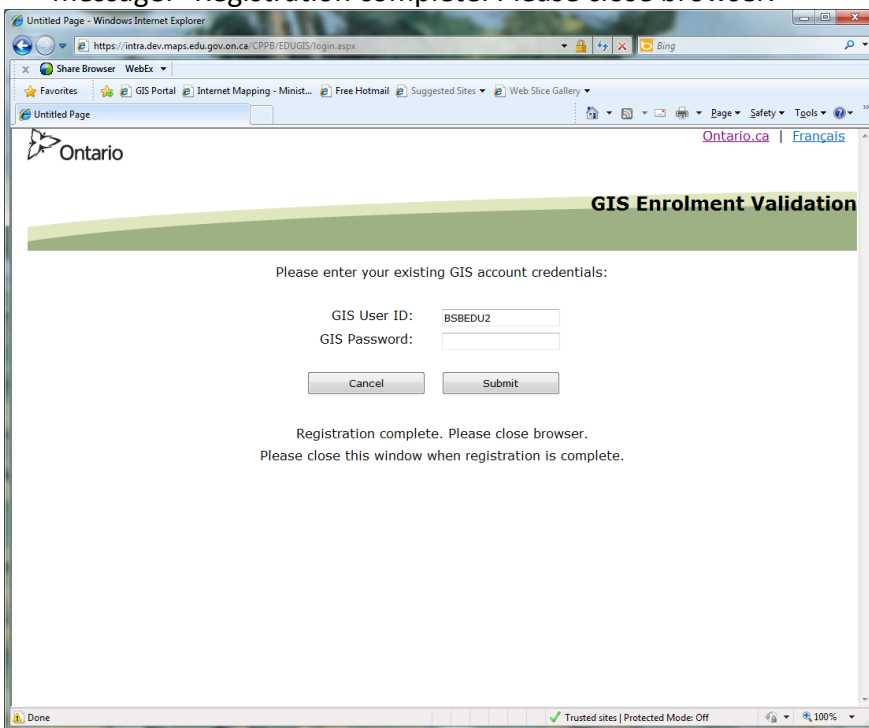 message: "Registration complete. Please close browser."
Untitled Page - Windows Internet Explorer
https://intra.dev.maps.edu.gov.on.ca/CPPB/EDUGIS/login.aspx
Bing
x Share Browser WebEx
Favorites GIS Portal Internet Mapping - Minist... Free Hotmail Suggested Sites Web Slice Gallery
Untitled Page
Page Safety Tools
Ontario.ca | Français
Ontario
GIS Enrolment Validation
Please enter your existing GIS account credentials:
GIS User ID: BSBEDU2
GIS Password:
Cancel Submit
Registration complete. Please close browser.
Please close this window when registration is complete.
Done Trusted sites | Protected Mode: Off 100%